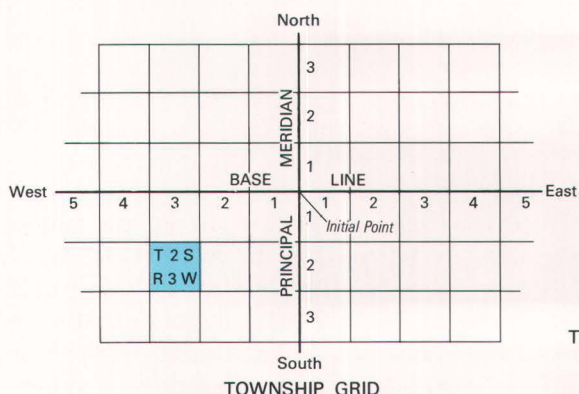 North
3
MERIDIAN
2
1
BASE LINE
West 5 4 3 2 1 1 2 3 4 5 East
1
Initial Point
PRINCIPAL
T 2 S
R 3 W
2
3
South
T
TOWNSHIP GRID